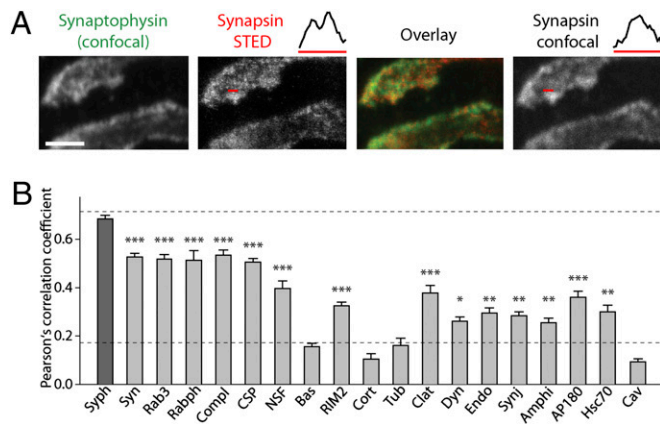 A
Synaptophysin
(confocal)
Synapsin
STED
Overlay
Synapsin
confocal
B
Pearson's correlation coefficient
0.6
0.4
0.2
0.0
***
***
***
***
***
***
***
***
*
**
**
**
***
**
Syph
Syn
Rab3
Rabph
Compl
CSP
NSF
Bas
RIM2
Cort
Tub
Clat
Dyn
Endo
Synj
Amphi
AP180
Hsc70
Cav